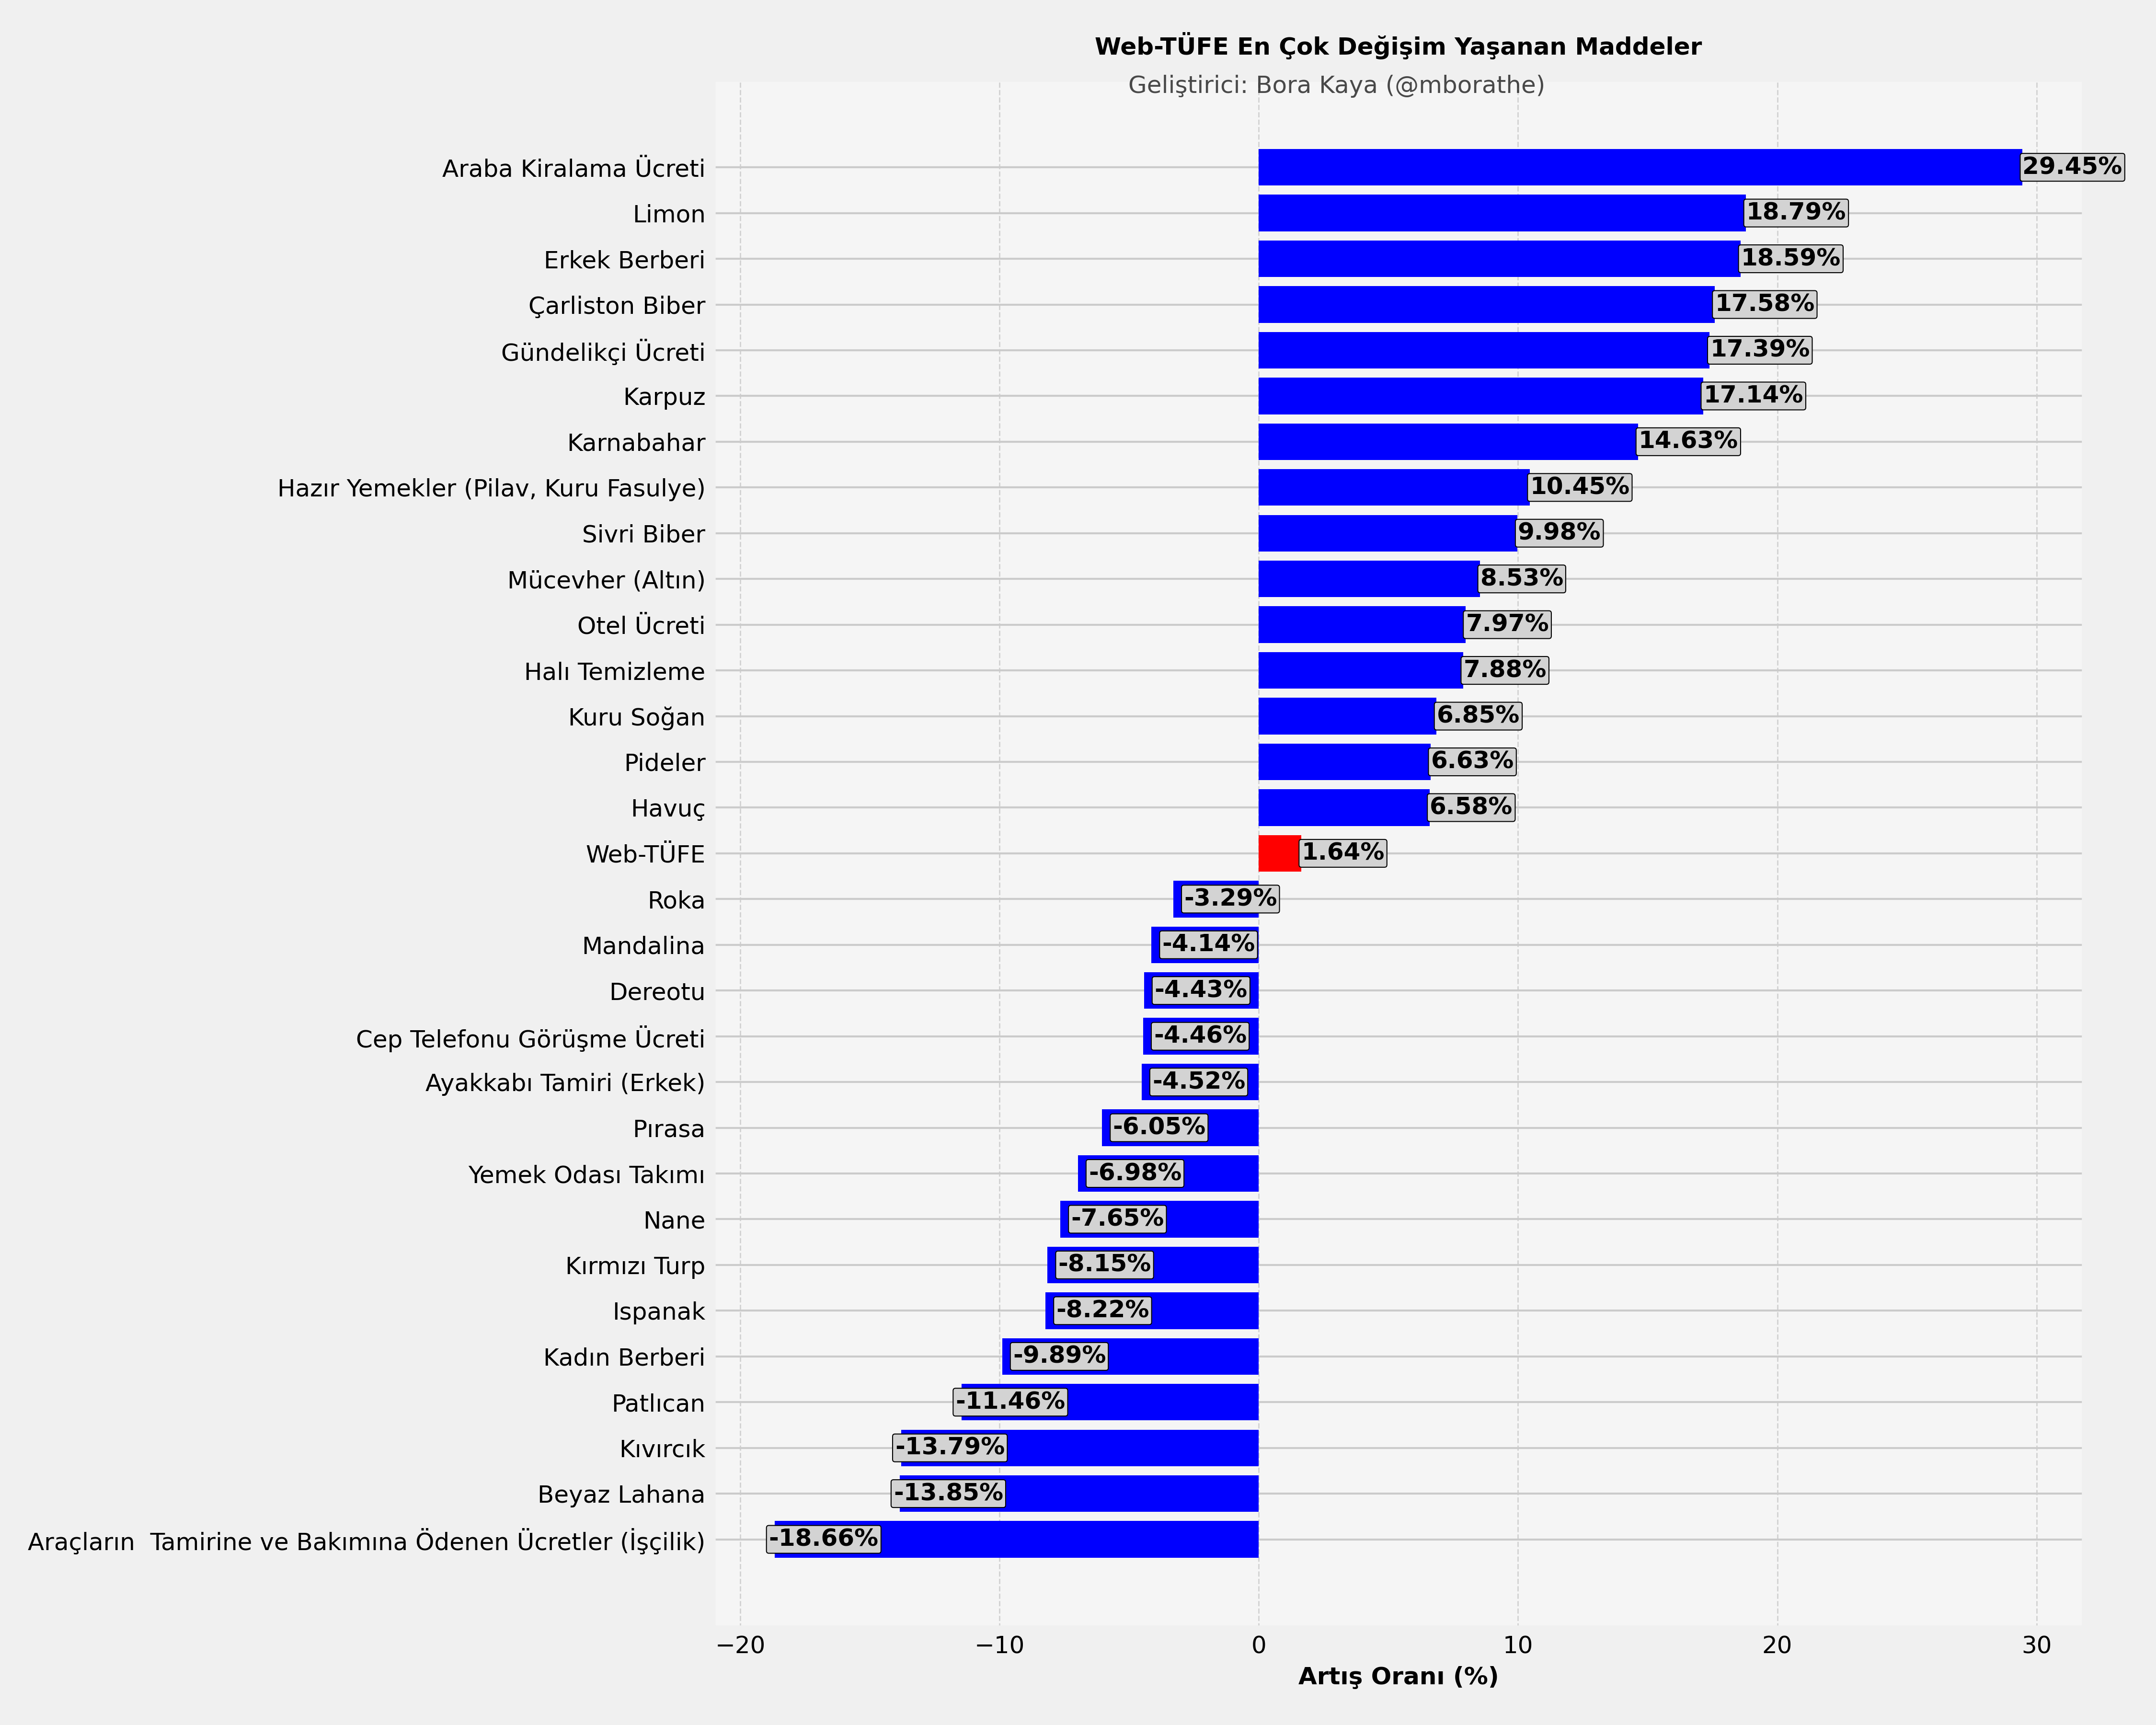 Web-TÜFE En Çok Değişim Yaşanan Maddeler
Geliştirici: Bora Kaya (@mborathe)
Araba Kiralama Ücreti 29.45%
Limon 18.79%
Erkek Berberi 18.59%
Çarliston Biber 17.58%
Gündelikçi Ücreti 17.39%
Karpuz 17.14%
Karnabahar 14.63%
Hazır Yemekler (Pilav, Kuru Fasulye) 10.45%
Sivri Biber 9.98%
Mücevher (Altın) 8.53%
Otel Ücreti 7.97%
Halı Temizleme 7.88%
Kuru Soğan 6.85%
Pideler 6.63%
Havuç 6.58%
Web-TÜFE 1.64%
Roka -3.29%
Mandalina -4.14%
Dereotu -4.43%
Cep Telefonu Görüşme Ücreti -4.46%
Ayakkabı Tamiri (Erkek) -4.52%
Pırasa -6.05%
Yemek Odası Takımı -6.98%
Nane -7.65%
Kırmızı Turp -8.15%
Ispanak -8.22%
Kadın Berberi -9.89%
Patlıcan -11.46%
Kıvırcık -13.79%
Beyaz Lahana -13.85%
Araçların  Tamirine ve Bakımına Ödenen Ücretler (İşçilik) -18.66%
−20 −10 0 10 20 30
Artış Oranı (%)